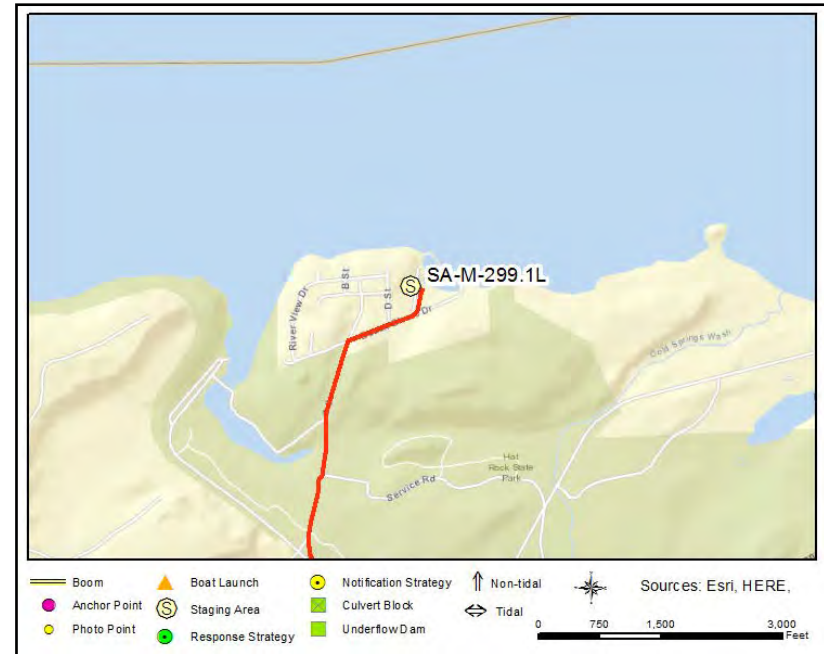 SA-M-299.1L
River View Dr
B St
D St
Dr
Cold Springs Wash
Hat
Rock State
Park
Service Rd
Boom
Boat Launch
Notification Strategy
Non-tidal
Sources: Esri, HERE,
Anchor Point
Staging Area
Culvert Block
Tidal
Photo Point
Response Strategy
Underflow Dam
0 750 1,500 3,000
Feet
S
S